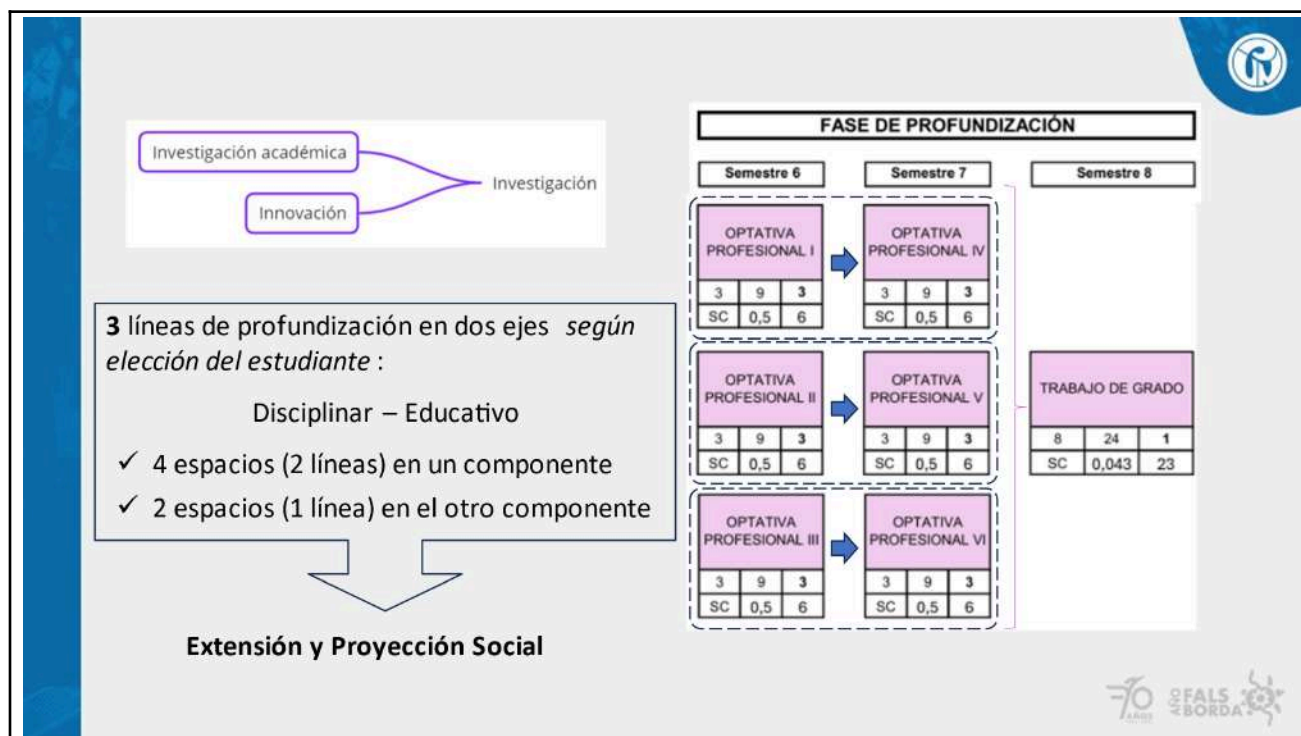 Investigación académica
Innovación
Investigación
3 líneas de profundización en dos ejes según
elección del estudiante :
Disciplinar – Educativo
✓ 4 espacios (2 líneas) en un componente
✓ 2 espacios (1 línea) en el otro componente
Extensión y Proyección Social
FASE DE PROFUNDIZACIÓN
Semestre 6 Semestre 7 Semestre 8
OPTATIVA OPTATIVA
PROFESIONAL I PROFESIONAL IV
3 9 3 3 9 3
SC 0,5 6 SC 0,5 6
OPTATIVA OPTATIVA
PROFESIONAL II PROFESIONAL V
TRABAJO DE GRADO
3 9 3 3 9 3 8 24 1
SC 0,5 6 SC 0,5 6 SC 0,043 23
OPTATIVA OPTATIVA
PROFESIONAL III PROFESIONAL VI
3 9 3 3 9 3
SC 0,5 6 SC 0,5 6
70
AÑOS
AÑO
FALS
BORDA